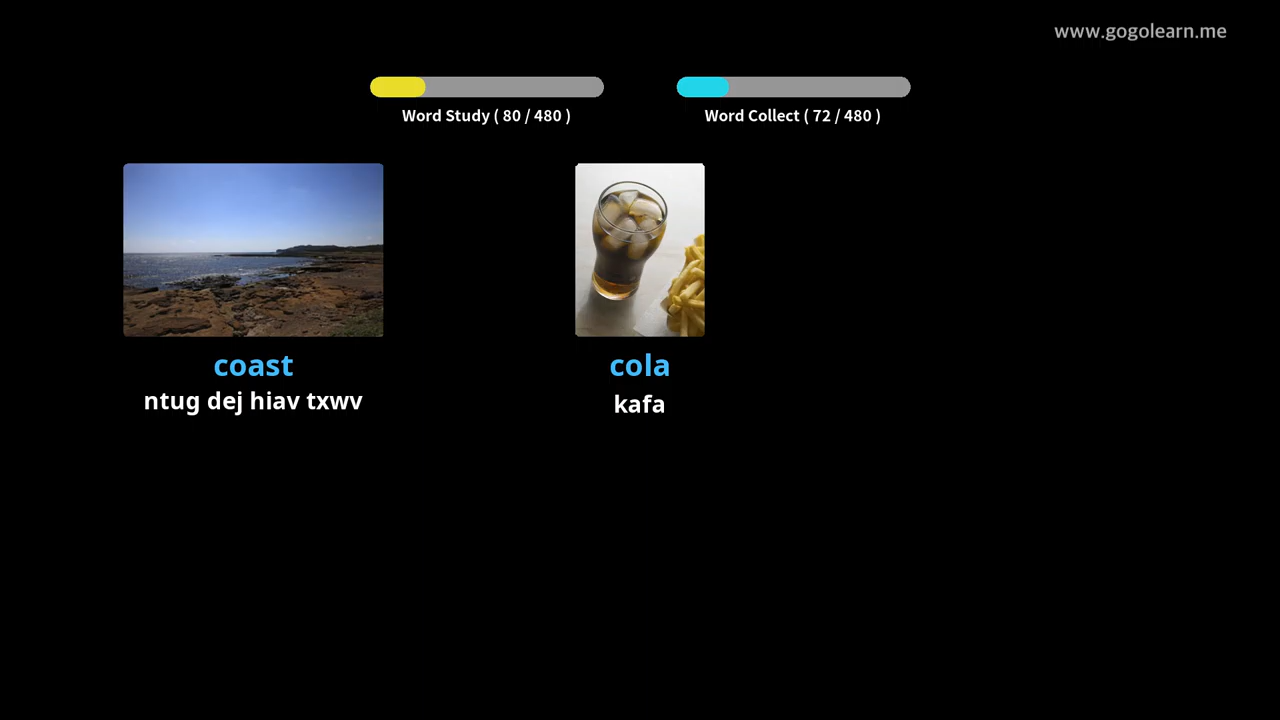 www.gogolearn.me
Word Study ( 80 / 480 )
Word Collect ( 72 / 480 )
coast
ntug dej hiav txwv
cola
kafa